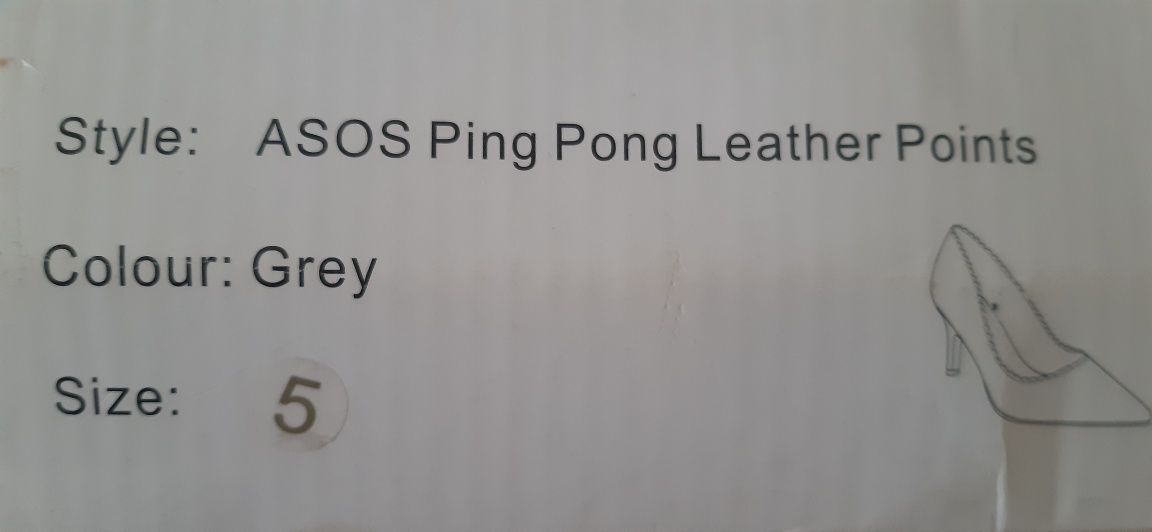 Style: ASOS Ping Pong Leather Points
Colour: Grey
Size: 5